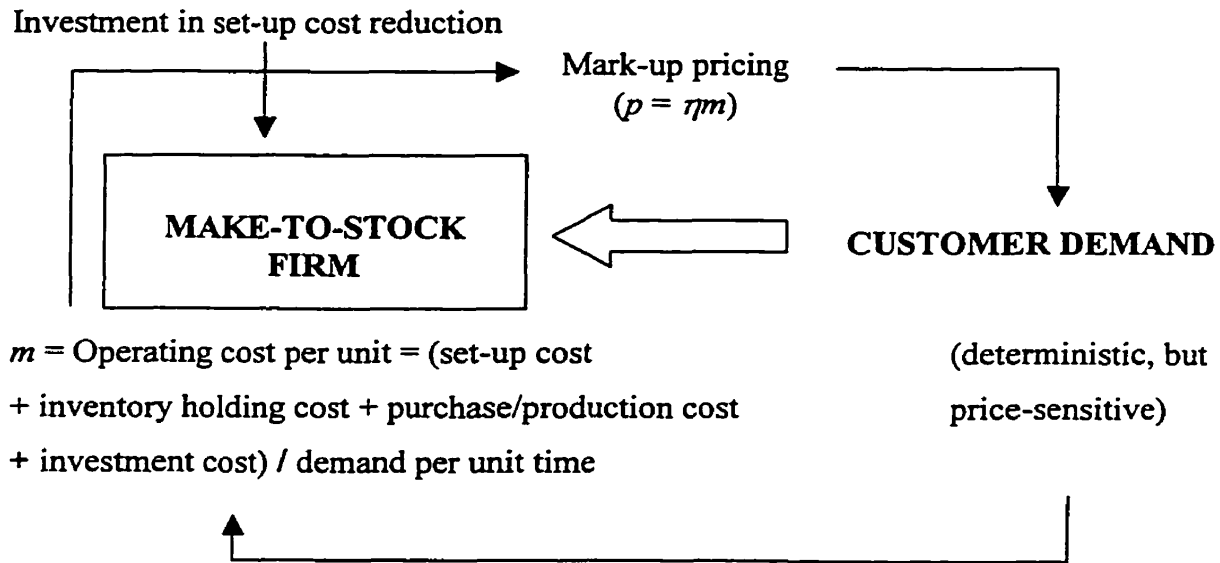 Investment in set-up cost reduction
Mark-up pricing
(p = ηm)
MAKE-TO-STOCK
FIRM
CUSTOMER DEMAND
m = Operating cost per unit = (set-up cost
+ inventory holding cost + purchase/production cost
+ investment cost) / demand per unit time
(deterministic, but
price-sensitive)